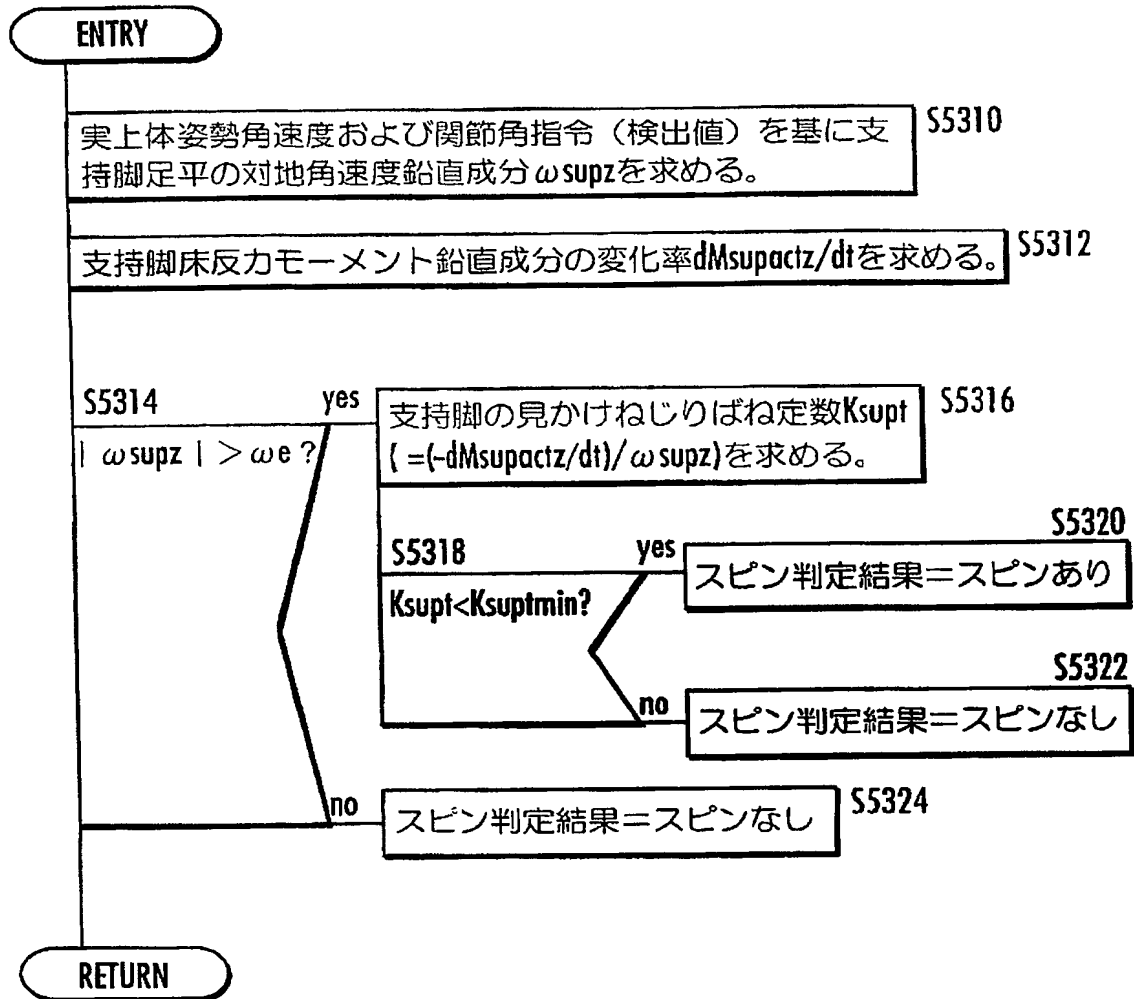 ENTRY
S5310
実上体姿勢角速度および関節角指令（検出値）を基に支
持脚足平の対地角速度鉛直成分ωsupzを求める。
S5312
支持脚床反力モーメント鉛直成分の変化率dMsupactz/dtを求める。
S5314
yes
| ωsupz | ＞ωe ?
S5316
支持脚の見かけねじりばね定数Ksupt
( =(-dMsupactz/dt)/ωsupz)を求める。
S5318
yes
Ksupt<Ksuptmin?
S5320
スピン判定結果＝スピンあり
S5322
no
スピン判定結果＝スピンなし
no
S5324
スピン判定結果＝スピンなし
RETURN